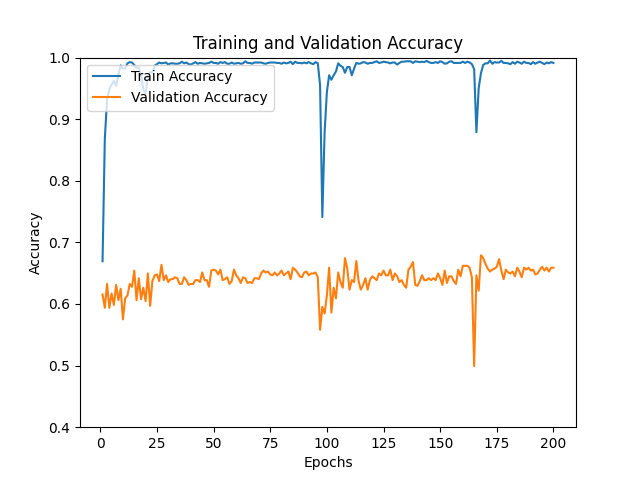 Training and Validation Accuracy
1.0
Train Accuracy
Validation Accuracy
0.9
0.8
0.7
0.6
0.5
0.4
Accuracy
0 25 50 75 100 125 150 175 200
Epochs